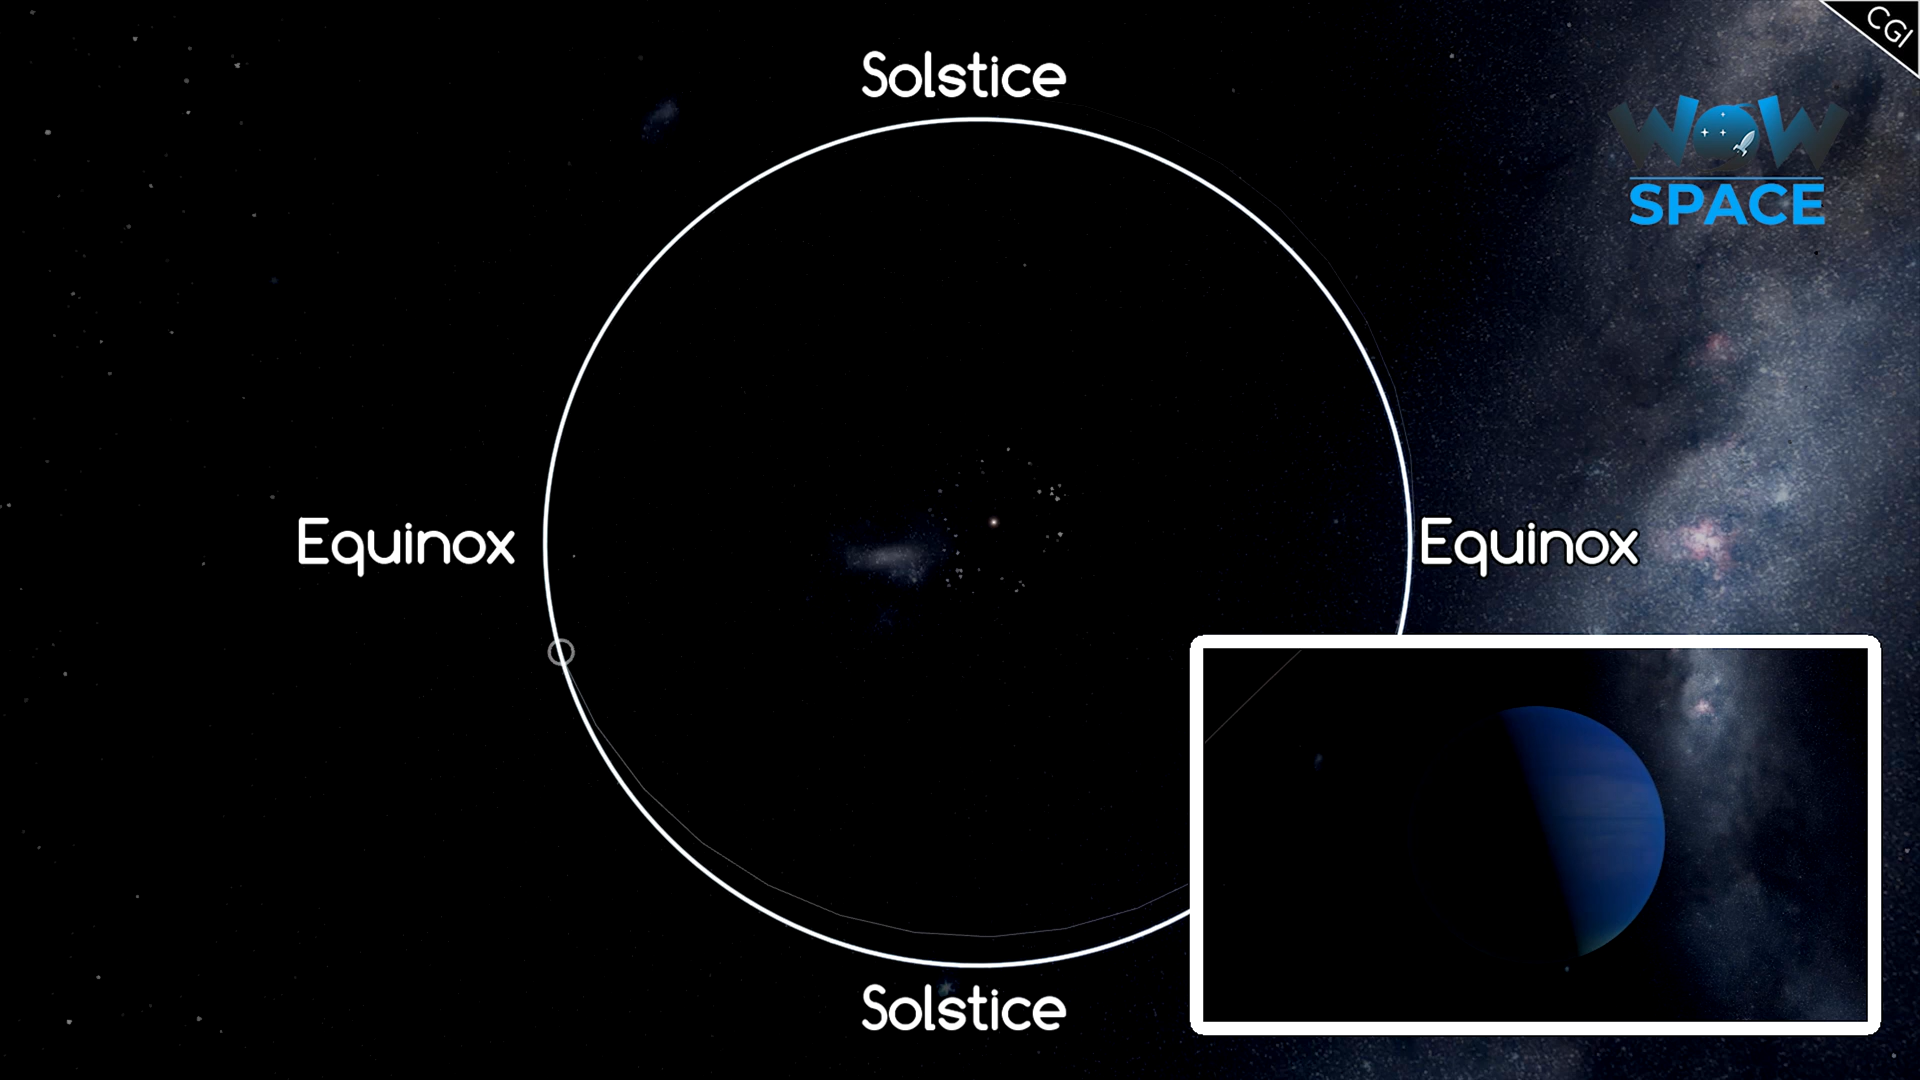 Solstice
CGI
WOW
SPACE
Equinox
Equinox
Solstice